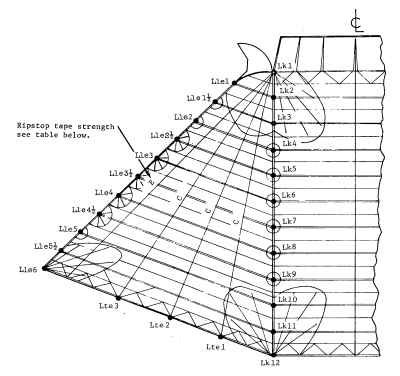 ℄
Lk1
Lle1
Lk2
Lle1½
Lle2
Lk3
Ripstop tape strength
see table below.
Lle2½
Lk4
Lle3
Lk5
Lle3½
B
Lle4
C
Lk6
C
Lle4½
C
Lk7
Lle5
Lle5½
Lk8
Lle6
Lk9
Lte3
Lk10
Lte2
Lk11
Lte1
Lk12